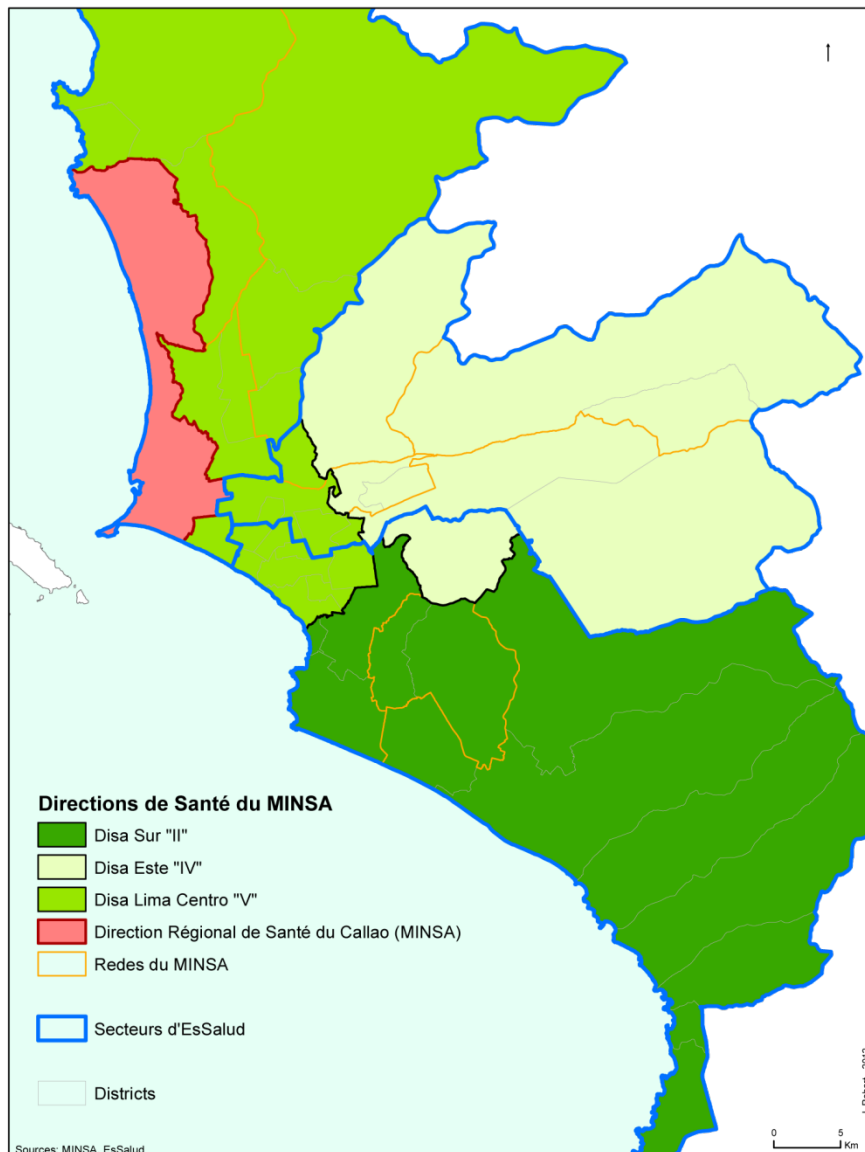 Directions de Santé du MINSA
Disa Sur "II"
Disa Este "IV"
Disa Lima Centro "V"
Direction Régional de Santé du Callao (MINSA)
Redes du MINSA
Secteurs d'EsSalud
Districts
Sources: MINSA, EsSalud
0 5
Km